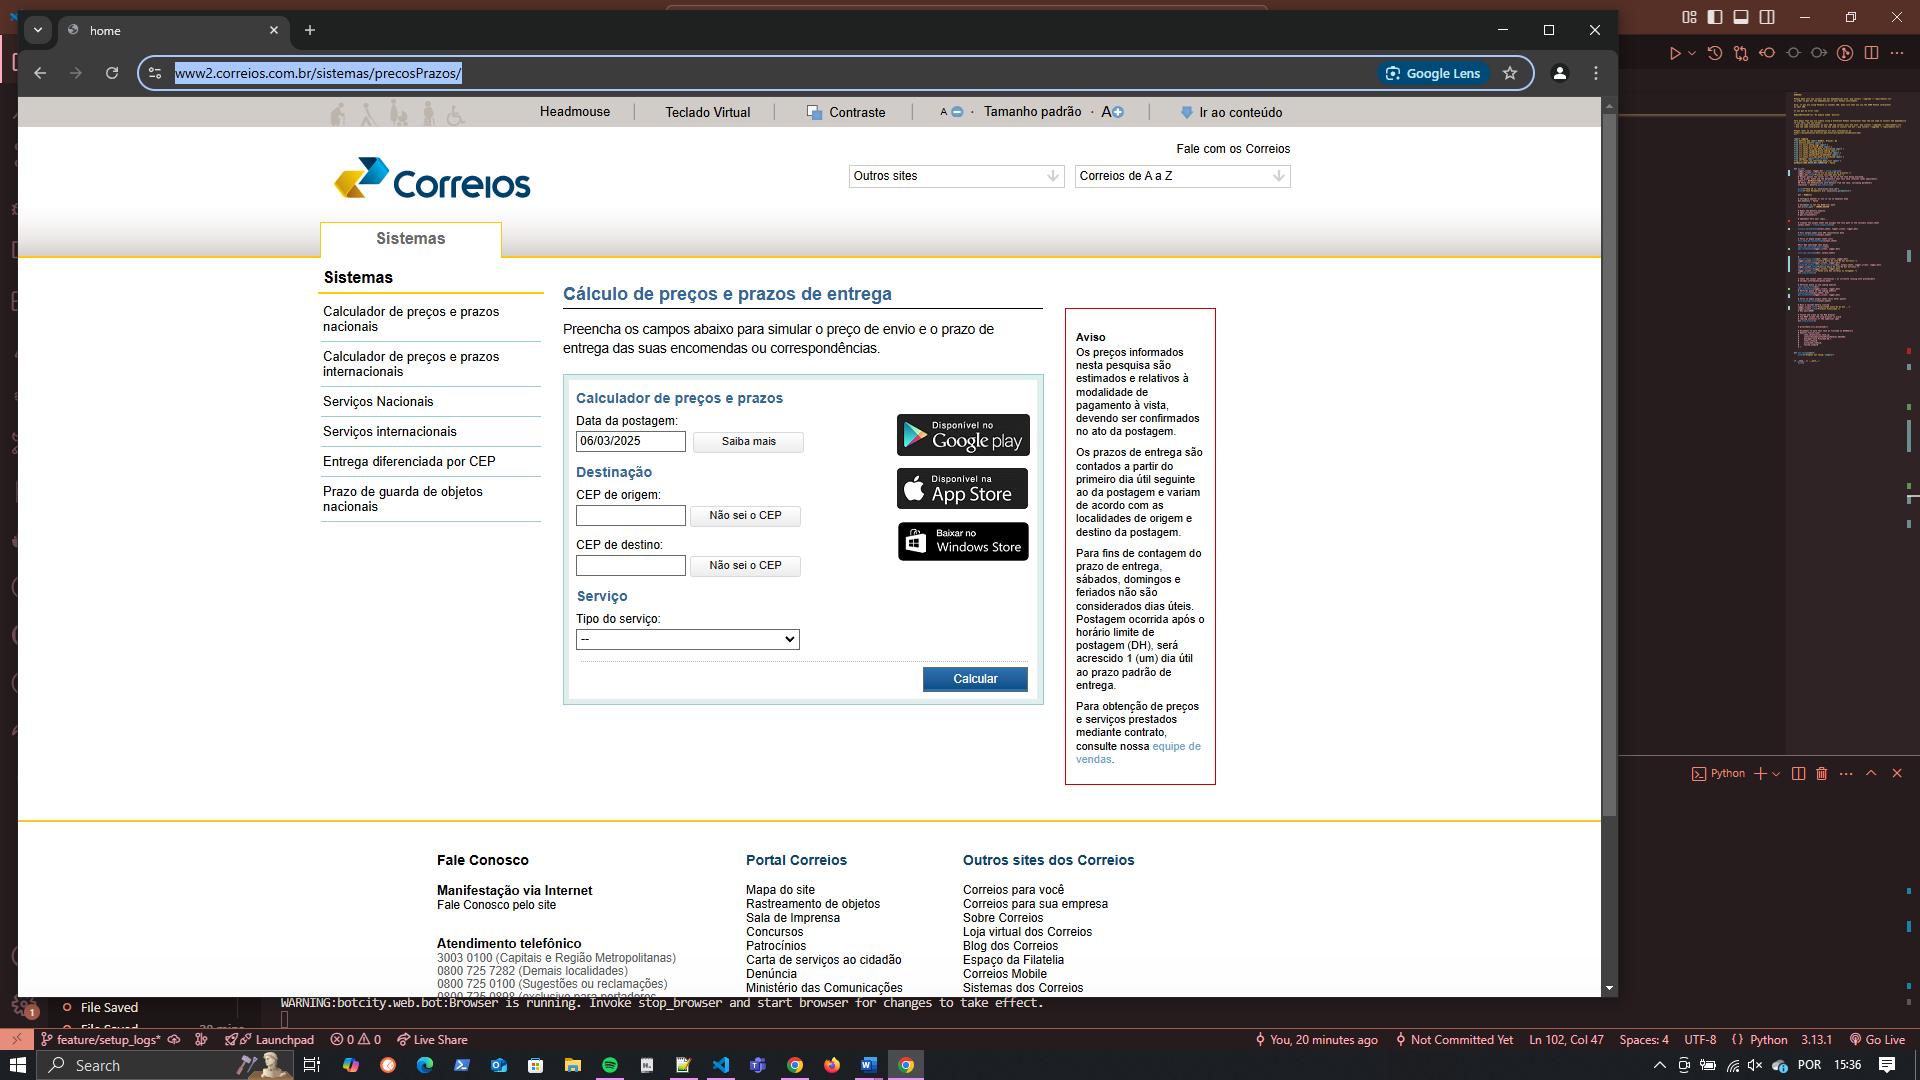 home
www2.correios.com.br/sistemas/precosPrazos/
Google Lens
Headmouse
Teclado Virtual
Contraste
A
Tamanho padrão
A
Ir ao conteúdo
Fale com os Correios
Correios
Outros sites
Correios de A a Z
Sistemas
Sistemas
Calculador de preços e prazos
nacionais
Calculador de preços e prazos
internacionais
Serviços Nacionais
Serviços internacionais
Entrega diferenciada por CEP
Prazo de guarda de objetos
nacionais
Cálculo de preços e prazos de entrega
Preencha os campos abaixo para simular o preço de envio e o prazo de
entrega das suas encomendas ou correspondências.
Calculador de preços e prazos
Data da postagem:
06/03/2025
Saiba mais
Destinação
CEP de origem:
Não sei o CEP
CEP de destino:
Não sei o CEP
Serviço
Tipo do serviço:
--
Calcular
Disponível no
Google play
Disponível na
App Store
Baixar no
Windows Store
Aviso
Os preços informados
nesta pesquisa são
estimados e relativos à
modalidade de
pagamento à vista,
devendo ser confirmados
no ato da postagem.
Os prazos de entrega são
contados a partir do
primeiro dia útil seguinte
ao da postagem e variam
de acordo com as
localidades de origem e
destino da postagem.
Para fins de contagem do
prazo de entrega,
sábados, domingos e
feriados não são
considerados dias úteis.
Postagem ocorrida após o
horário limite de
postagem (DH), será
acrescido 1 (um) dia útil
ao prazo padrão de
entrega.
Para obtenção de preços
e serviços prestados
mediante contrato,
consulte nossa equipe de
vendas.
Fale Conosco
Manifestação via Internet
Fale Conosco pelo site
Atendimento telefônico
3003 0100 (Capitais e Região Metropolitanas)
0800 725 7282 (Demais localidades)
0800 725 0100 (Sugestões ou reclamações)
0800 725 0898 (exclusivo para portadores
Portal Correios
Mapa do site
Rastreamento de objetos
Sala de Imprensa
Concursos
Patrocínios
Carta de serviços ao cidadão
Denúncia
Ministério das Comunicações
Outros sites dos Correios
Correios para você
Correios para sua empresa
Sobre Correios
Loja virtual dos Correios
Blog dos Correios
Espaço da Filatelia
Correios Mobile
Sistemas dos Correios
Python
File Saved
File Saved
WARNING:botcity.web.bot:Browser is running. Invoke stop_browser and start browser for changes to take effect.
1
feature/setup_logs*
Launchpad
0
0
Live Share
You, 20 minutes ago
Not Committed Yet
Ln 102, Col 47
Spaces: 4
UTF-8
{ } Python
3.13.1
Go Live
Search
POR
15:36